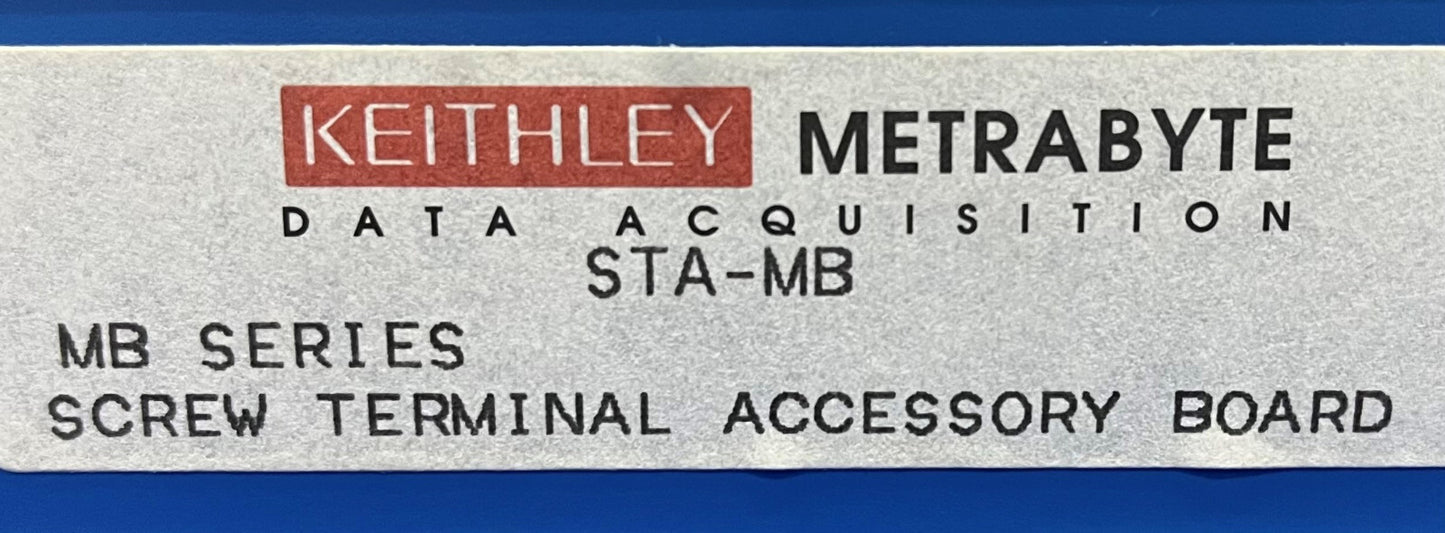 KEITHLEY METRABYTE
DATA ACQUISITION
STA-MB
MB SERIES
SCREW TERMINAL ACCESSORY BOARD